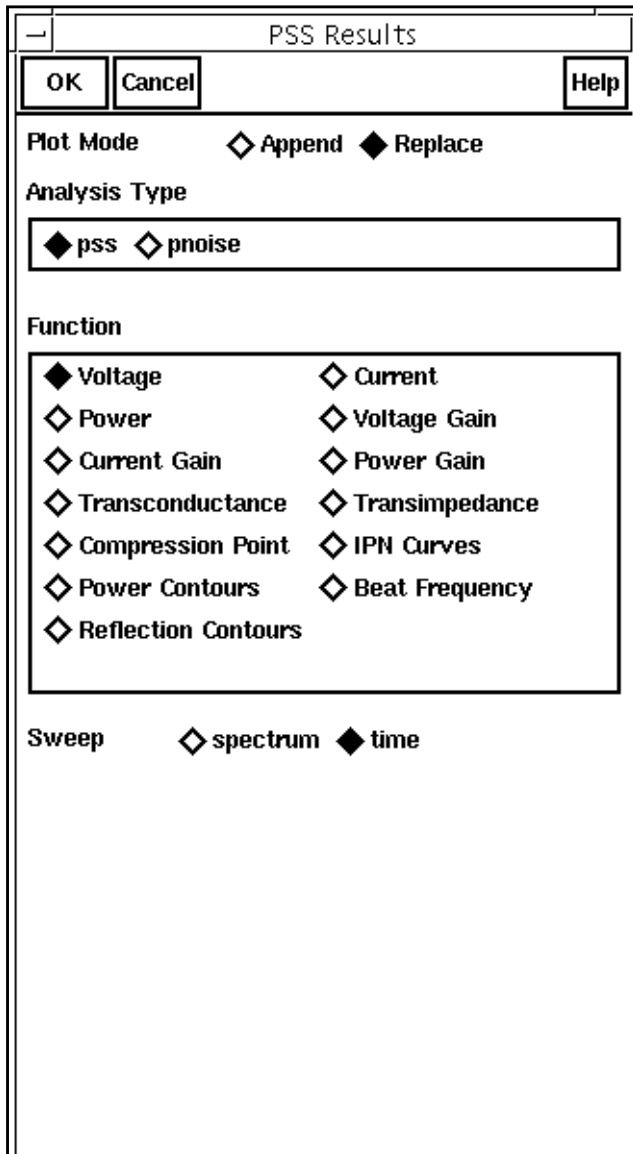 PSS Results
OK Cancel Help
Plot Mode Append Replace
Analysis Type
pss pnoise
Function
Voltage Current
Power Voltage Gain
Current Gain Power Gain
Transconductance Transimpedance
Compression Point IPN Curves
Power Contours Beat Frequency
Reflection Contours
Sweep spectrum time